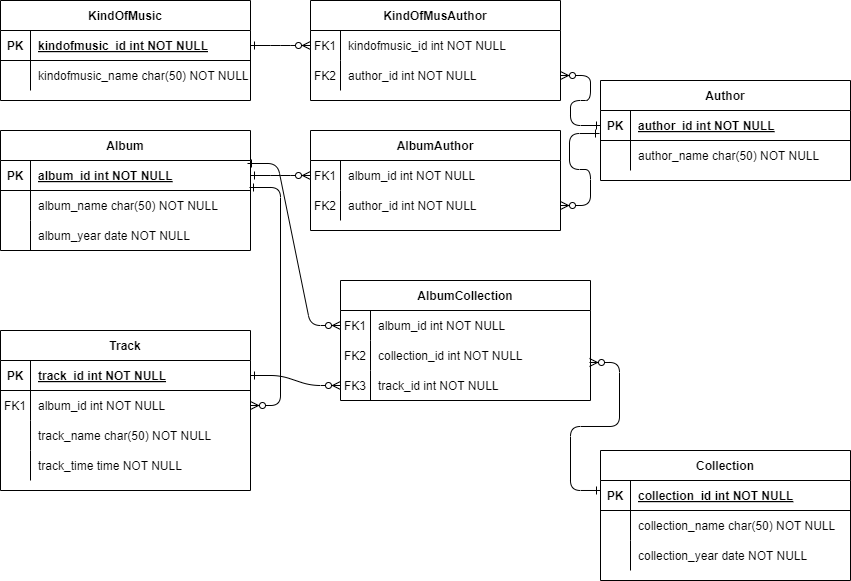 KindOfMusic
PK kindofmusic_id int NOT NULL
kindofmusic_name char(50) NOT NULL
KindOfMusAuthor
FK1 kindofmusic_id int NOT NULL
FK2 author_id int NOT NULL
Author
PK author_id int NOT NULL
author_name char(50) NOT NULL
Album
PK album_id int NOT NULL
album_name char(50) NOT NULL
album_year date NOT NULL
AlbumAuthor
FK1 album_id int NOT NULL
FK2 author_id int NOT NULL
AlbumCollection
FK1 album_id int NOT NULL
FK2 collection_id int NOT NULL
FK3 track_id int NOT NULL
Track
PK track_id int NOT NULL
FK1 album_id int NOT NULL
track_name char(50) NOT NULL
track_time time NOT NULL
Collection
PK collection_id int NOT NULL
collection_name char(50) NOT NULL
collection_year date NOT NULL